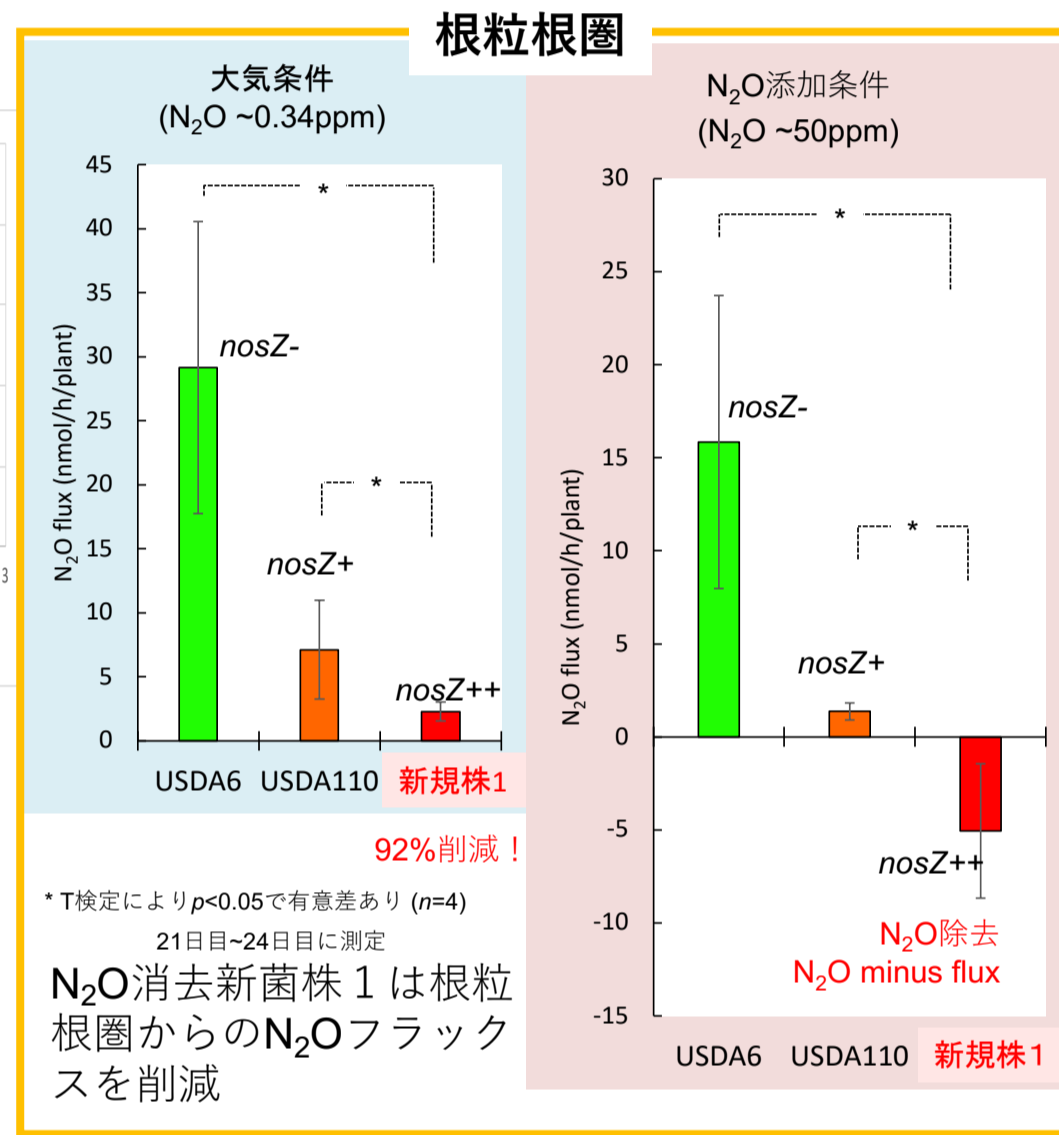 根粒根圏
大気条件
(N₂O ~0.34ppm)
45
40
35
30
25
20
15
10
5
0
N₂O flux (nmol/h/plant)
*
nosZ-
*
nosZ+
nosZ++
USDA6 USDA110 新規株1
92%削減！
* T検定によりp<0.05で有意差あり (n=4)
21日目~24日目に測定
N₂O消去新菌株１は根粒
根圏からのN₂Oフラック
スを削減
N₂O添加条件
(N₂O ~50ppm)
30
25
20
15
10
5
0
-5
-10
-15
N₂O flux (nmol/h/plant)
*
nosZ-
*
nosZ+
nosZ++
N₂O除去
N₂O minus flux
USDA6 USDA110 新規株1
3